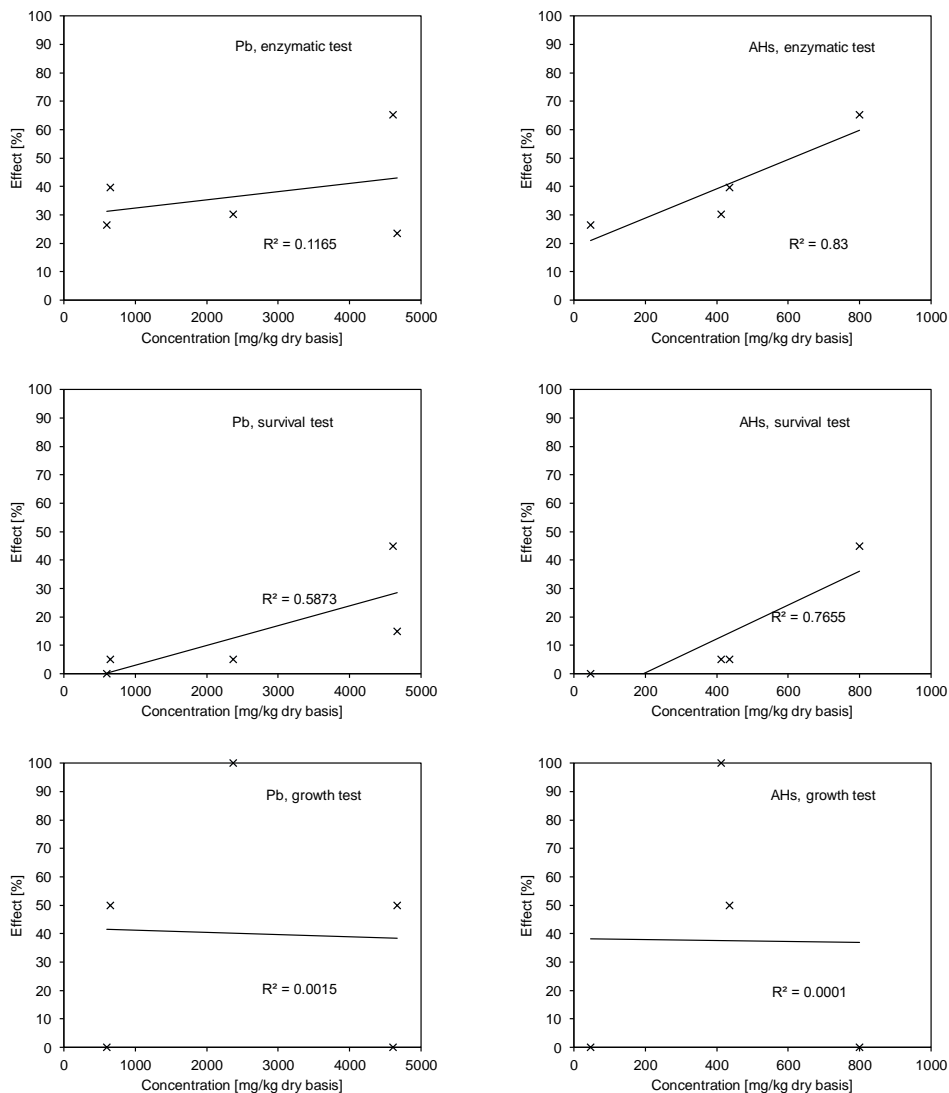 100
90
80
70
60
50
40
30
20
10
0
Effect [%]
Pb, enzymatic test
R² = 0.1165
0 1000 2000 3000 4000 5000
Concentration [mg/kg dry basis]
100
90
80
70
60
50
40
30
20
10
0
Effect [%]
AHs, enzymatic test
R² = 0.83
0 200 400 600 800 1000
Concentration [mg/kg dry basis]
100
90
80
70
60
50
40
30
20
10
0
Effect [%]
Pb, survival test
R² = 0.5873
0 1000 2000 3000 4000 5000
Concentration [mg/kg dry basis]
100
90
80
70
60
50
40
30
20
10
0
Effect [%]
AHs, survival test
R² = 0.7655
0 200 400 600 800 1000
Concentration [mg/kg dry basis]
100
90
80
70
60
50
40
30
20
10
0
Effect [%]
Pb, growth test
R² = 0.0015
0 1000 2000 3000 4000 5000
Concentration [mg/kg dry basis]
100
90
80
70
60
50
40
30
20
10
0
Effect [%]
AHs, growth test
R² = 0.0001
0 200 400 600 800 1000
Concentration [mg/kg dry basis]